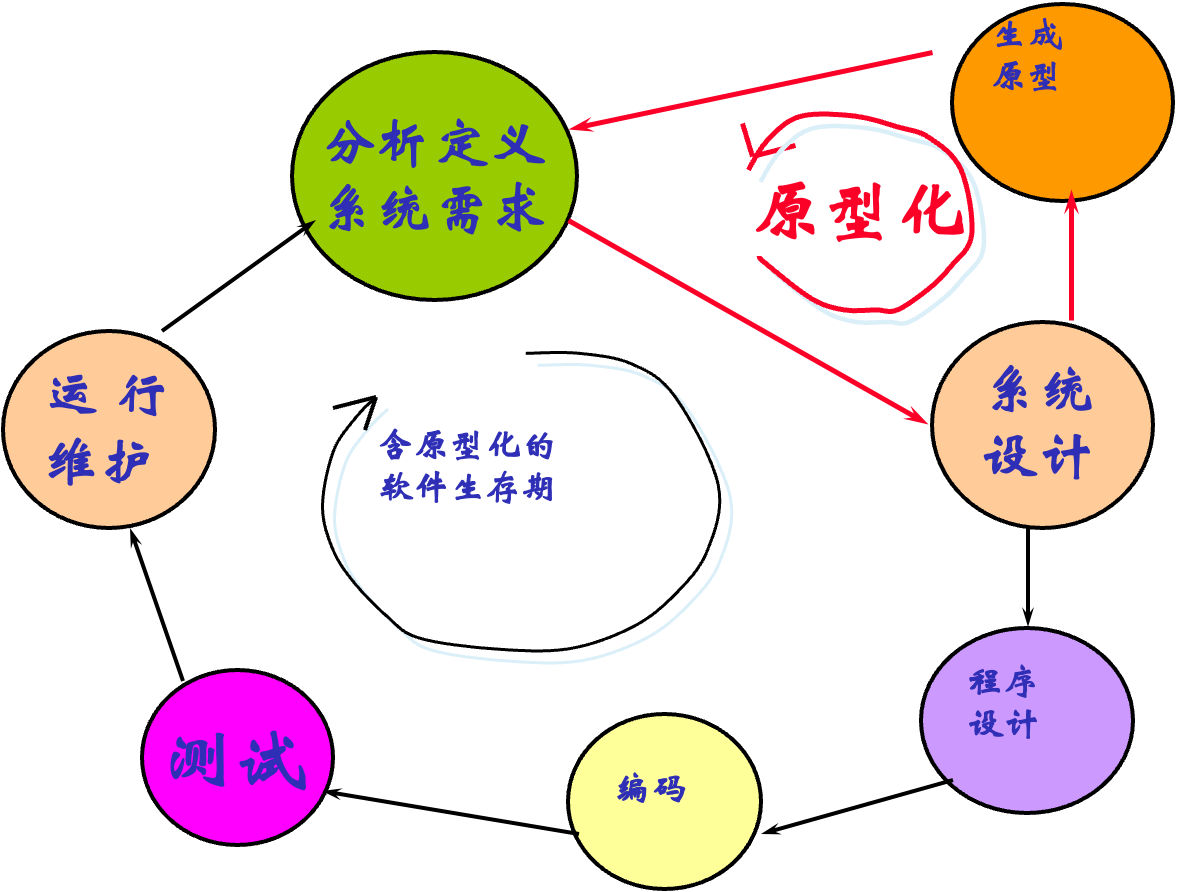 生成
原型
分析定义
系统需求
原型化
运行
维护
系统
设计
含原型化的
软件生存期
程序
设计
测试
编码